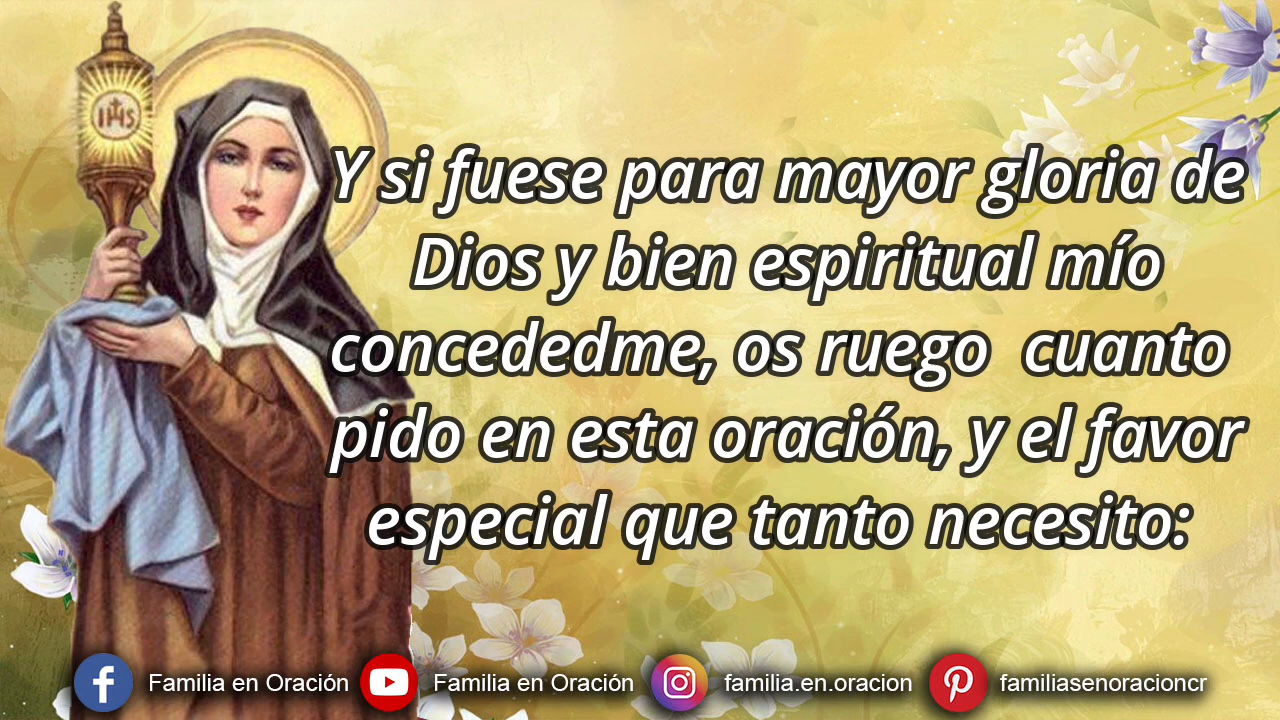 IHS
Y si fuese para mayor gloria de
Dios y bien espiritual mío
concededme, os ruego cuanto
pido en esta oración, y el favor
especial que tanto necesito:
Familia en Oración
Familia en Oración
familia.en.oracion
familiasenoracioncr